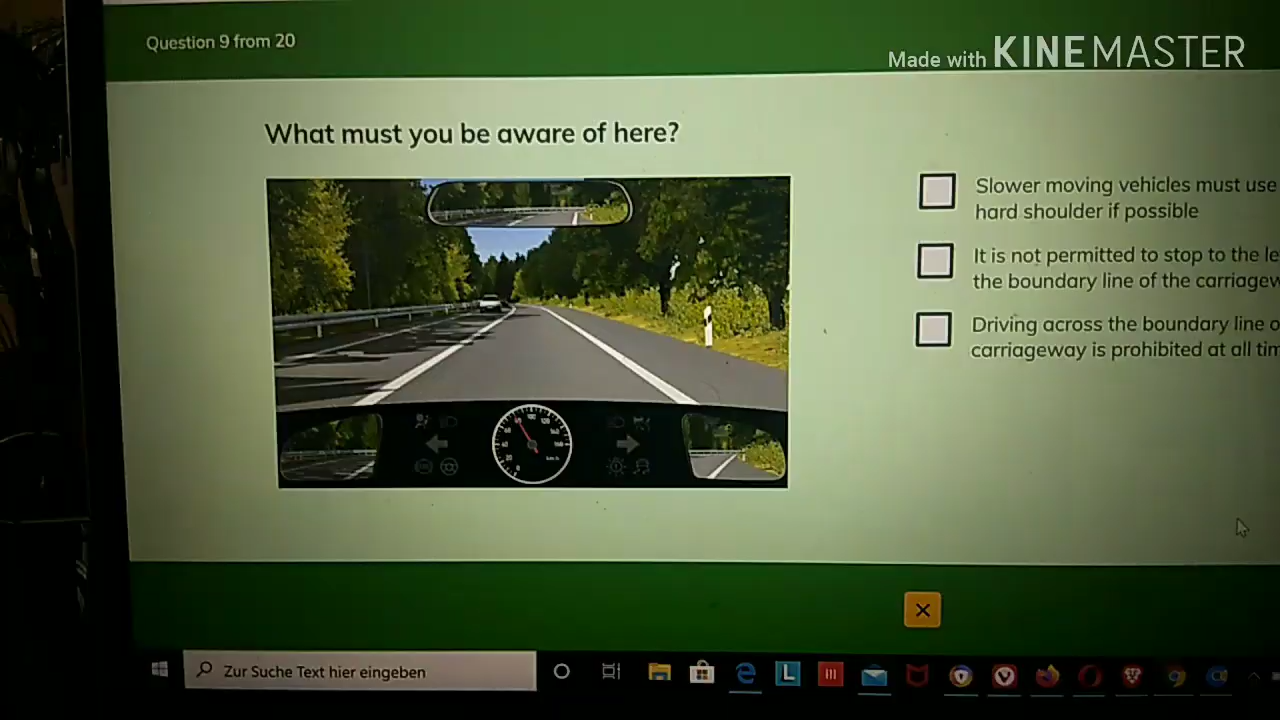 Question 9 from 20
Made with KINEMASTER
What must you be aware of here?
Slower moving vehicles must use
hard shoulder if possible
It is not permitted to stop to the le
the boundary line of the carriagew
Driving across the boundary line o
carriageway is prohibited at all tim
Zur Suche Text hier eingeben